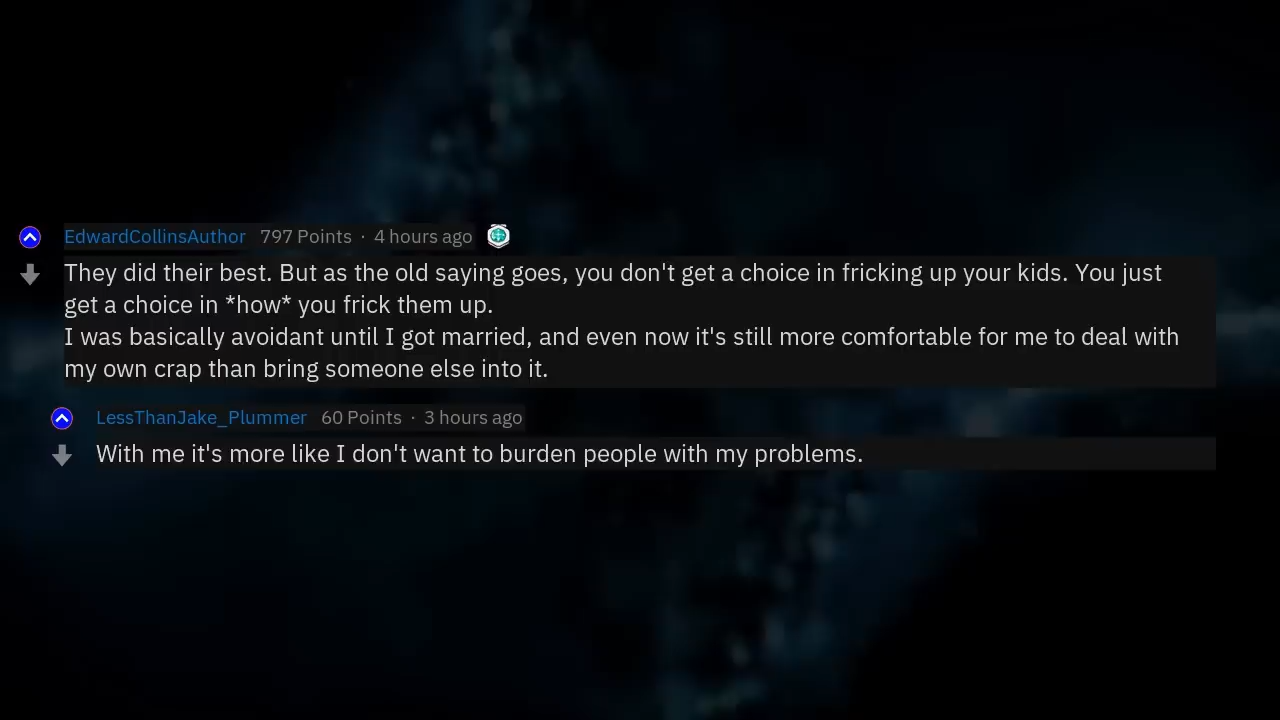 EdwardCollinsAuthor 797 Points · 4 hours ago
They did their best. But as the old saying goes, you don't get a choice in fricking up your kids. You just
get a choice in *how* you frick them up.
I was basically avoidant until I got married, and even now it's still more comfortable for me to deal with
my own crap than bring someone else into it.
LessThanJake_Plummer 60 Points · 3 hours ago
With me it's more like I don't want to burden people with my problems.